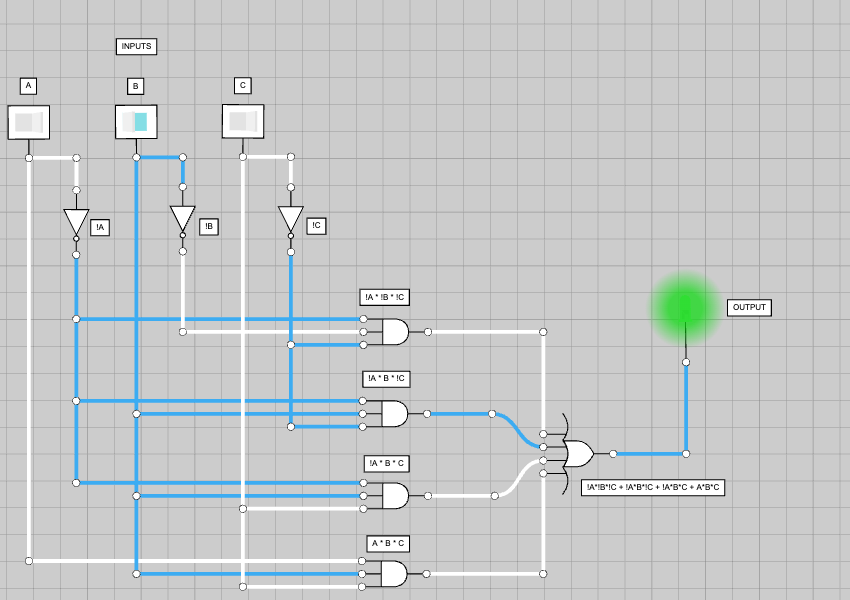 INPUTS
A
B
C
!A
!B
!C
!A * !B * !C
OUTPUT
!A * B * !C
!A * B * C
!A*!B*!C + !A*B*!C + !A*B*C + A*B*C
A * B * C